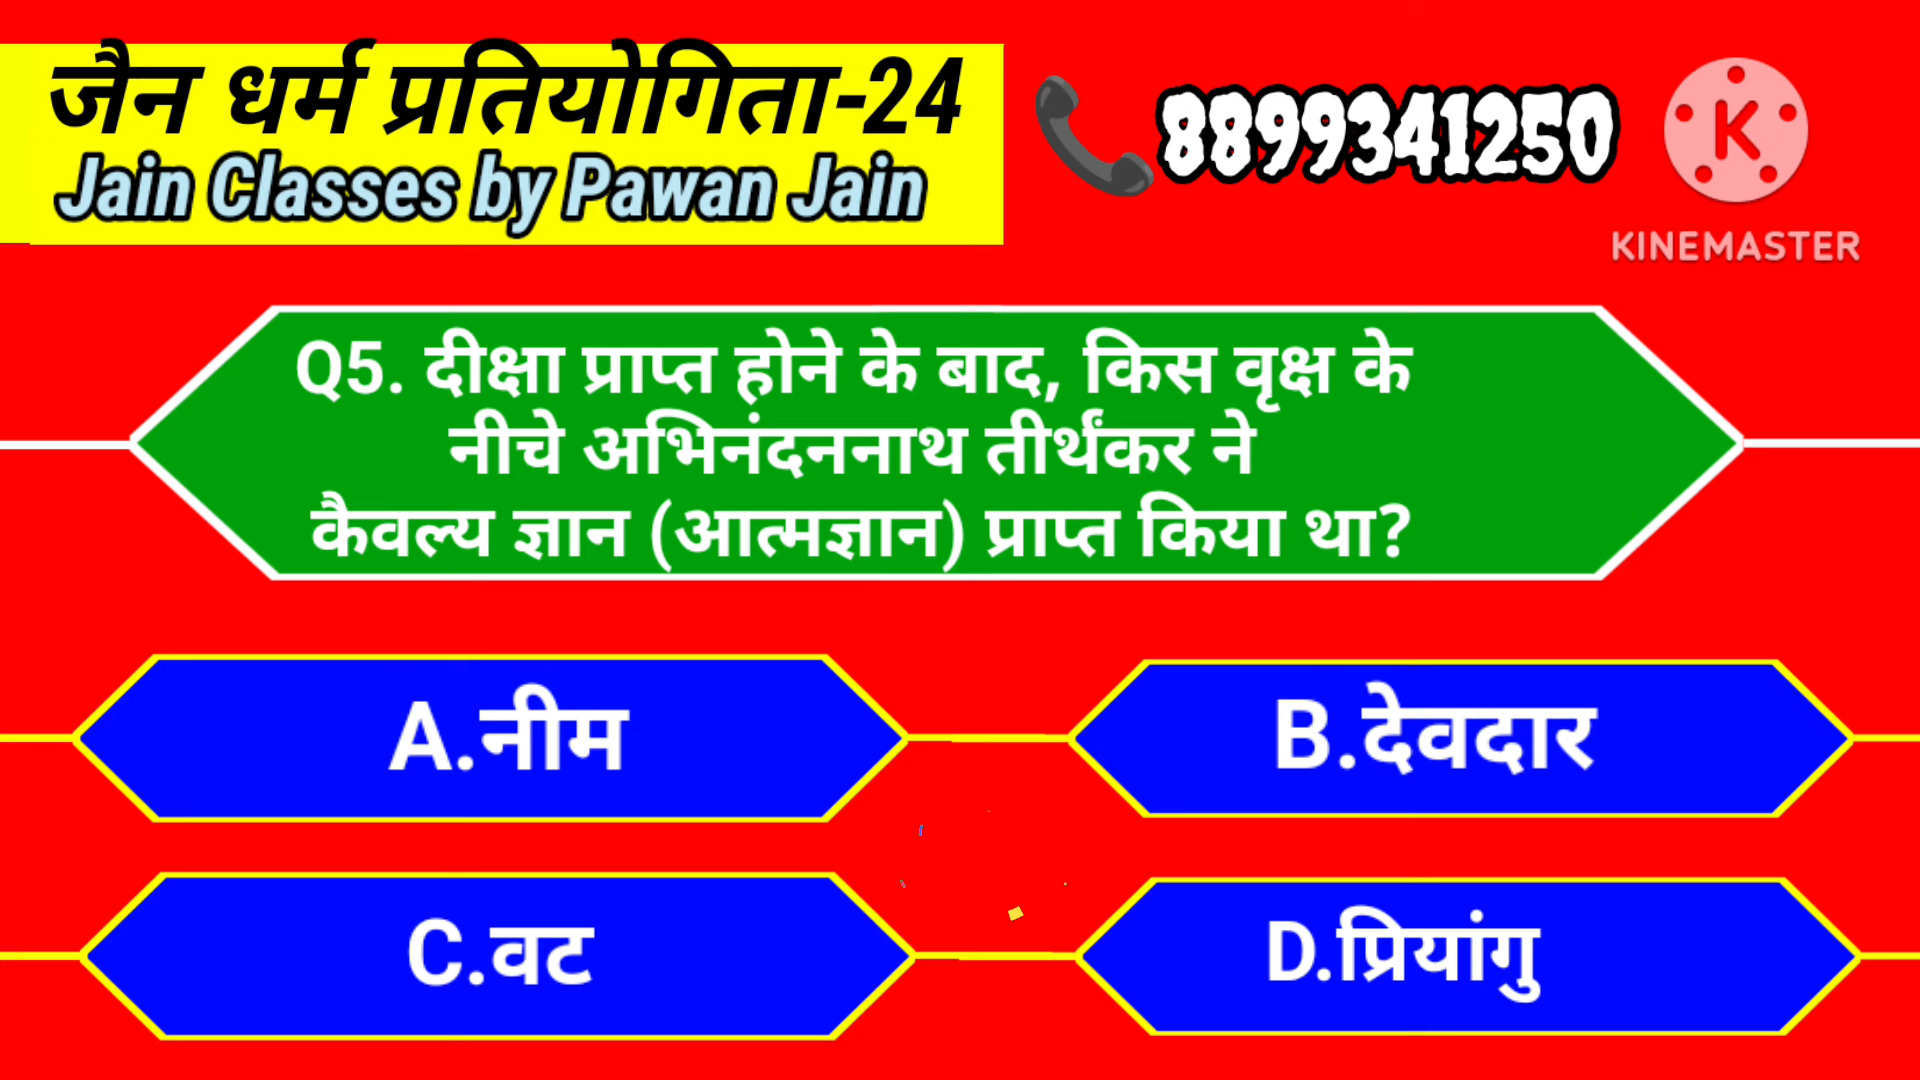 जैन धर्म प्रतियोगिता-24
Jain Classes by Pawan Jain
8899341250
K
KINEMASTER
Q5. दीक्षा प्राप्त होने के बाद, किस वृक्ष के
नीचे अभिनंदननाथ तीर्थंकर ने
कैवल्य ज्ञान (आत्मज्ञान) प्राप्त किया था?
A.नीम
B.देवदार
C.वट
D.प्रियांगु